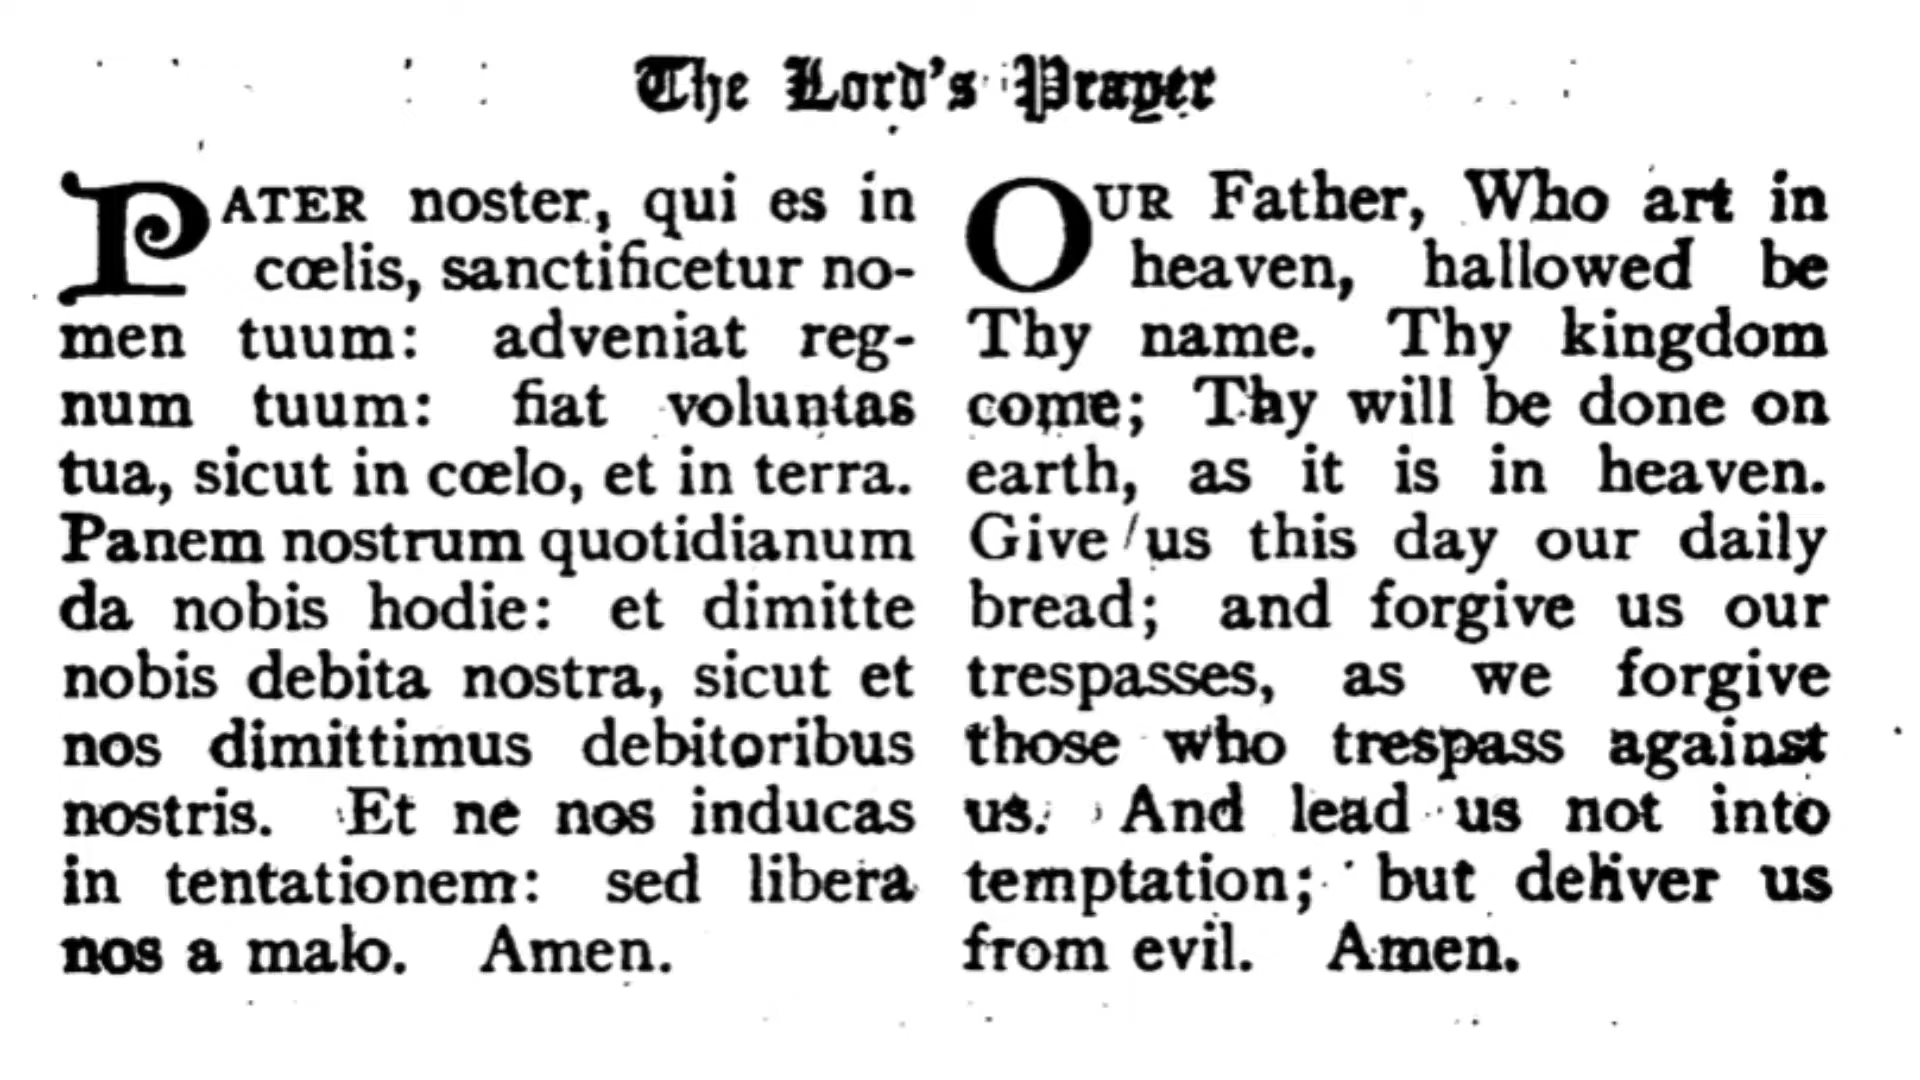 The Lord's Prayer
PATER noster, qui es in
cœlis, sanctificetur no-
men tuum: adveniat reg-
num tuum: fiat voluntas
tua, sicut in cœlo, et in terra.
Panem nostrum quotidianum
da nobis hodie: et dimitte
nobis debita nostra, sicut et
nos dimittimus debitoribus
nostris. Et ne nos inducas
in tentationem: sed libera
nos a malo. Amen.
OUR Father, Who art in
heaven, hallowed be
Thy name. Thy kingdom
come; Thy will be done on
earth, as it is in heaven.
Give us this day our daily
bread; and forgive us our
trespasses, as we forgive
those who trespass against
us. And lead us not into
temptation; but deliver us
from evil. Amen.